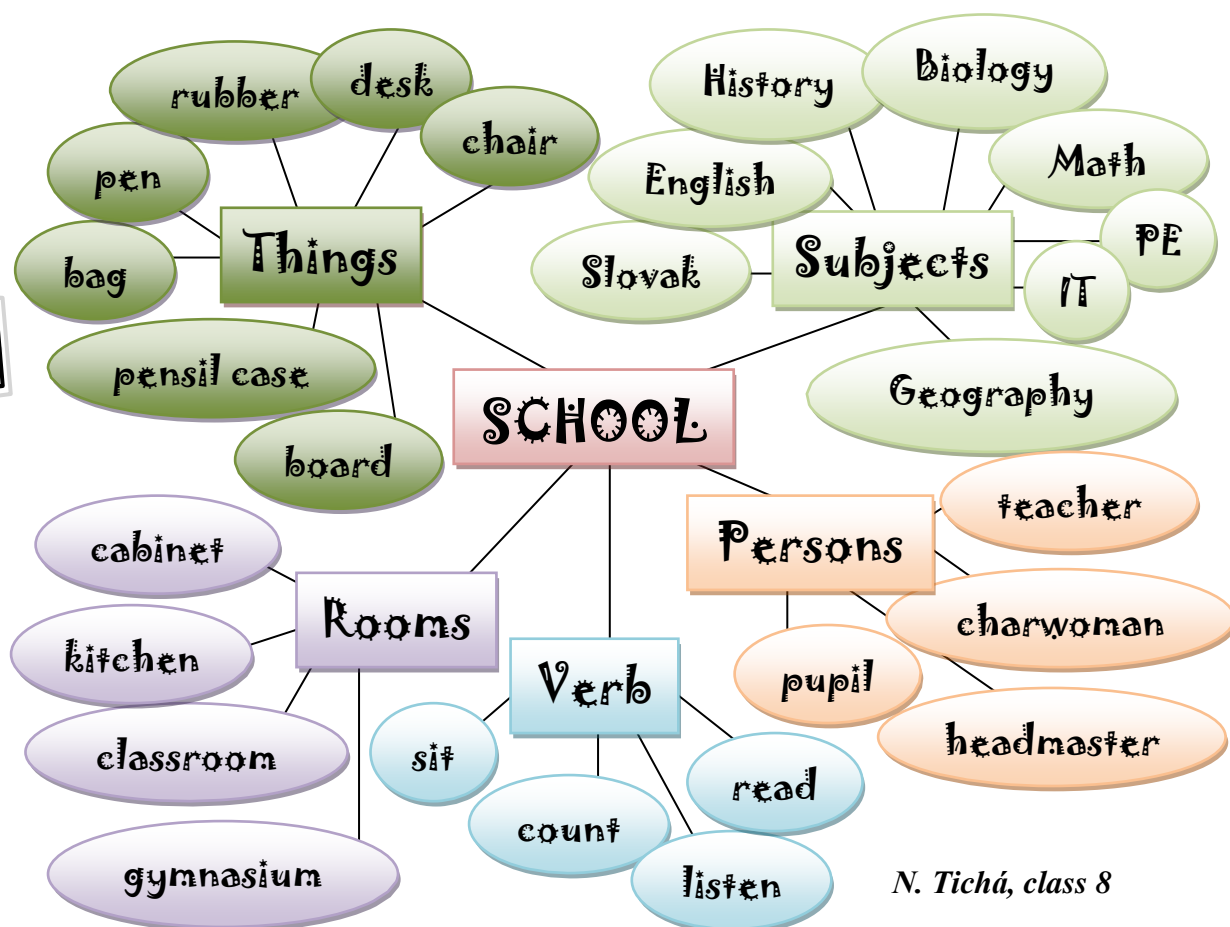 rubber
desk
chair
pen
bag
Things
pensil case
board
History
Biology
Math
English
PE
Slovak
Subjects
IT
Geography
SCHOOL
cabinet
kitchen
Rooms
classroom
gymnasium
Verb
sit
count
listen
read
Persons
teacher
charwoman
pupil
headmaster
N. Tichá, class 8